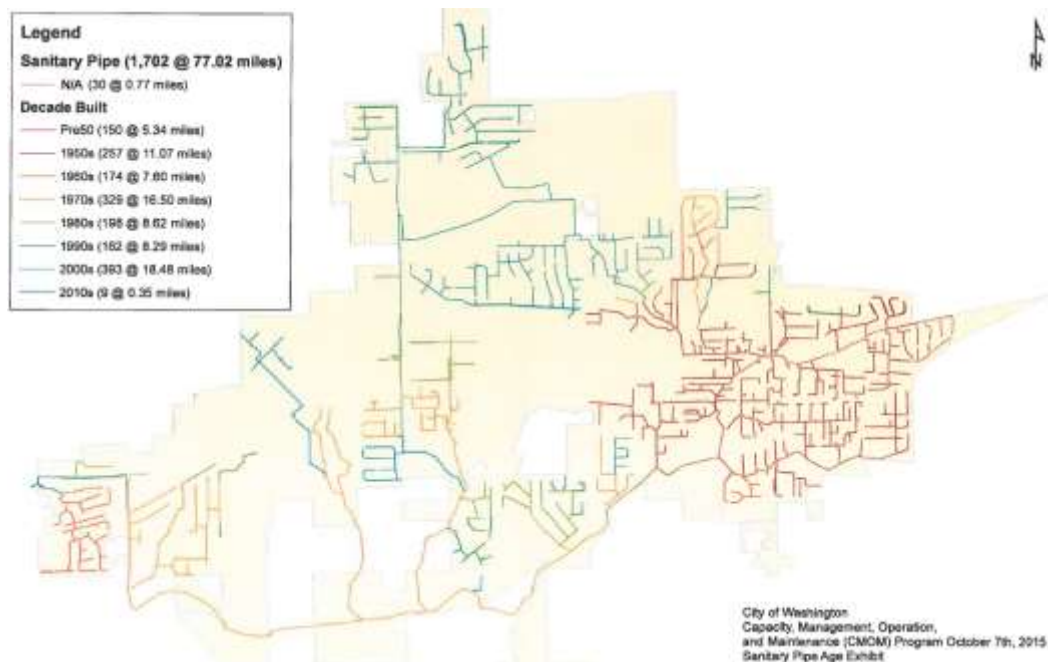 Legend
Sanitary Pipe (1,702 @ 77.02 miles)
N/A (30 @ 0.77 miles)
Decade Built
Pre50 (150 @ 5.34 miles)
1950s (257 @ 11.07 miles)
1960s (174 @ 7.60 miles)
1970s (329 @ 16.50 miles)
1980s (198 @ 8.62 miles)
1990s (162 @ 8.29 miles)
2000s (393 @ 18.48 miles)
2010s (9 @ 0.35 miles)
N
City of Washington
Capacity, Management, Operation,
and Maintenance (CMOM) Program October 7th, 2015
Sanitary Pipe Age Exhibit